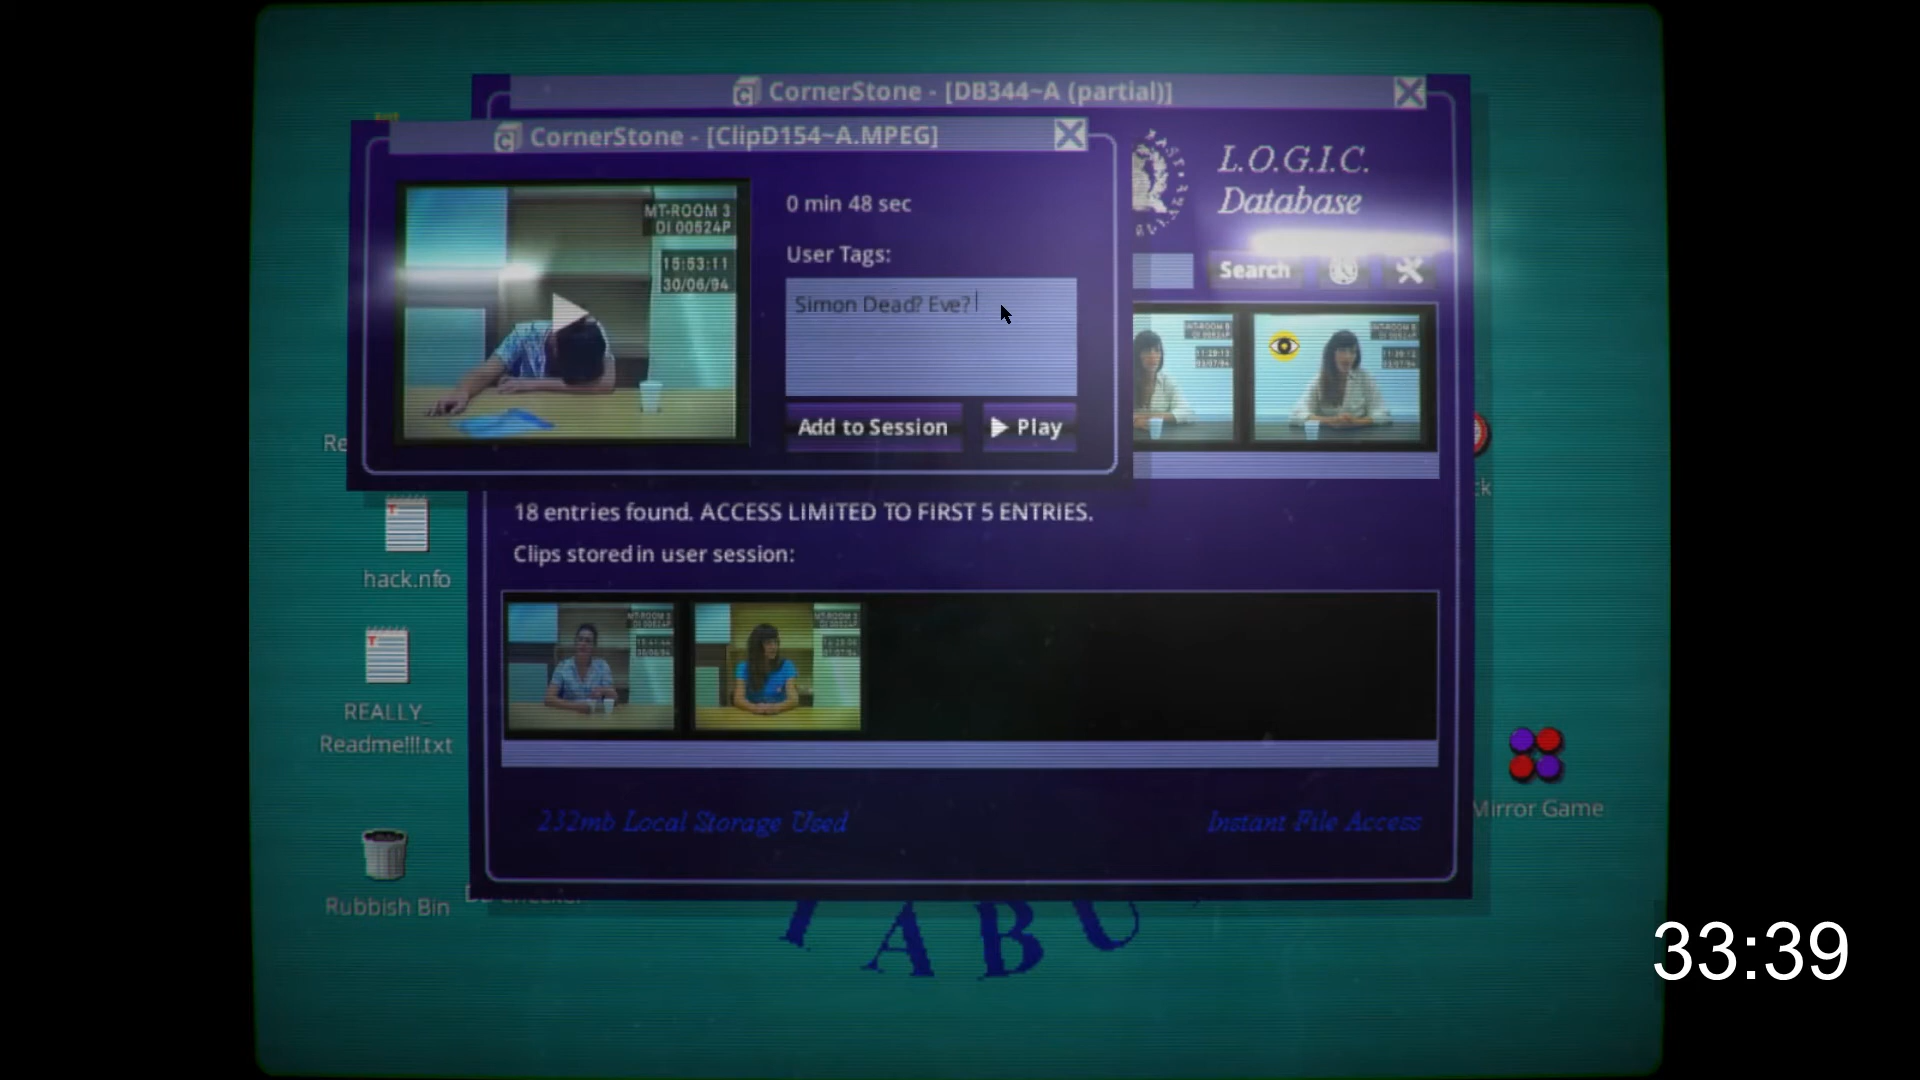 CornerStone - [DB344~A (partial)]
CornerStone - [ClipD154~A.MPEG]
MT-ROOM 3
DI 00524P
15:53:11
30/06/94
0 min 48 sec
User Tags:
Simon Dead? Eve?
Add to Session
Play
L.O.G.I.C.
Database
Search
18 entries found. ACCESS LIMITED TO FIRST 5 ENTRIES.
Clips stored in user session:
232mb Local Storage Used
Instant File Access
Re
hack.nfo
REALLY_
Readme!!!.txt
Rubbish Bin
Mirror Game
ck
TABU
33:39